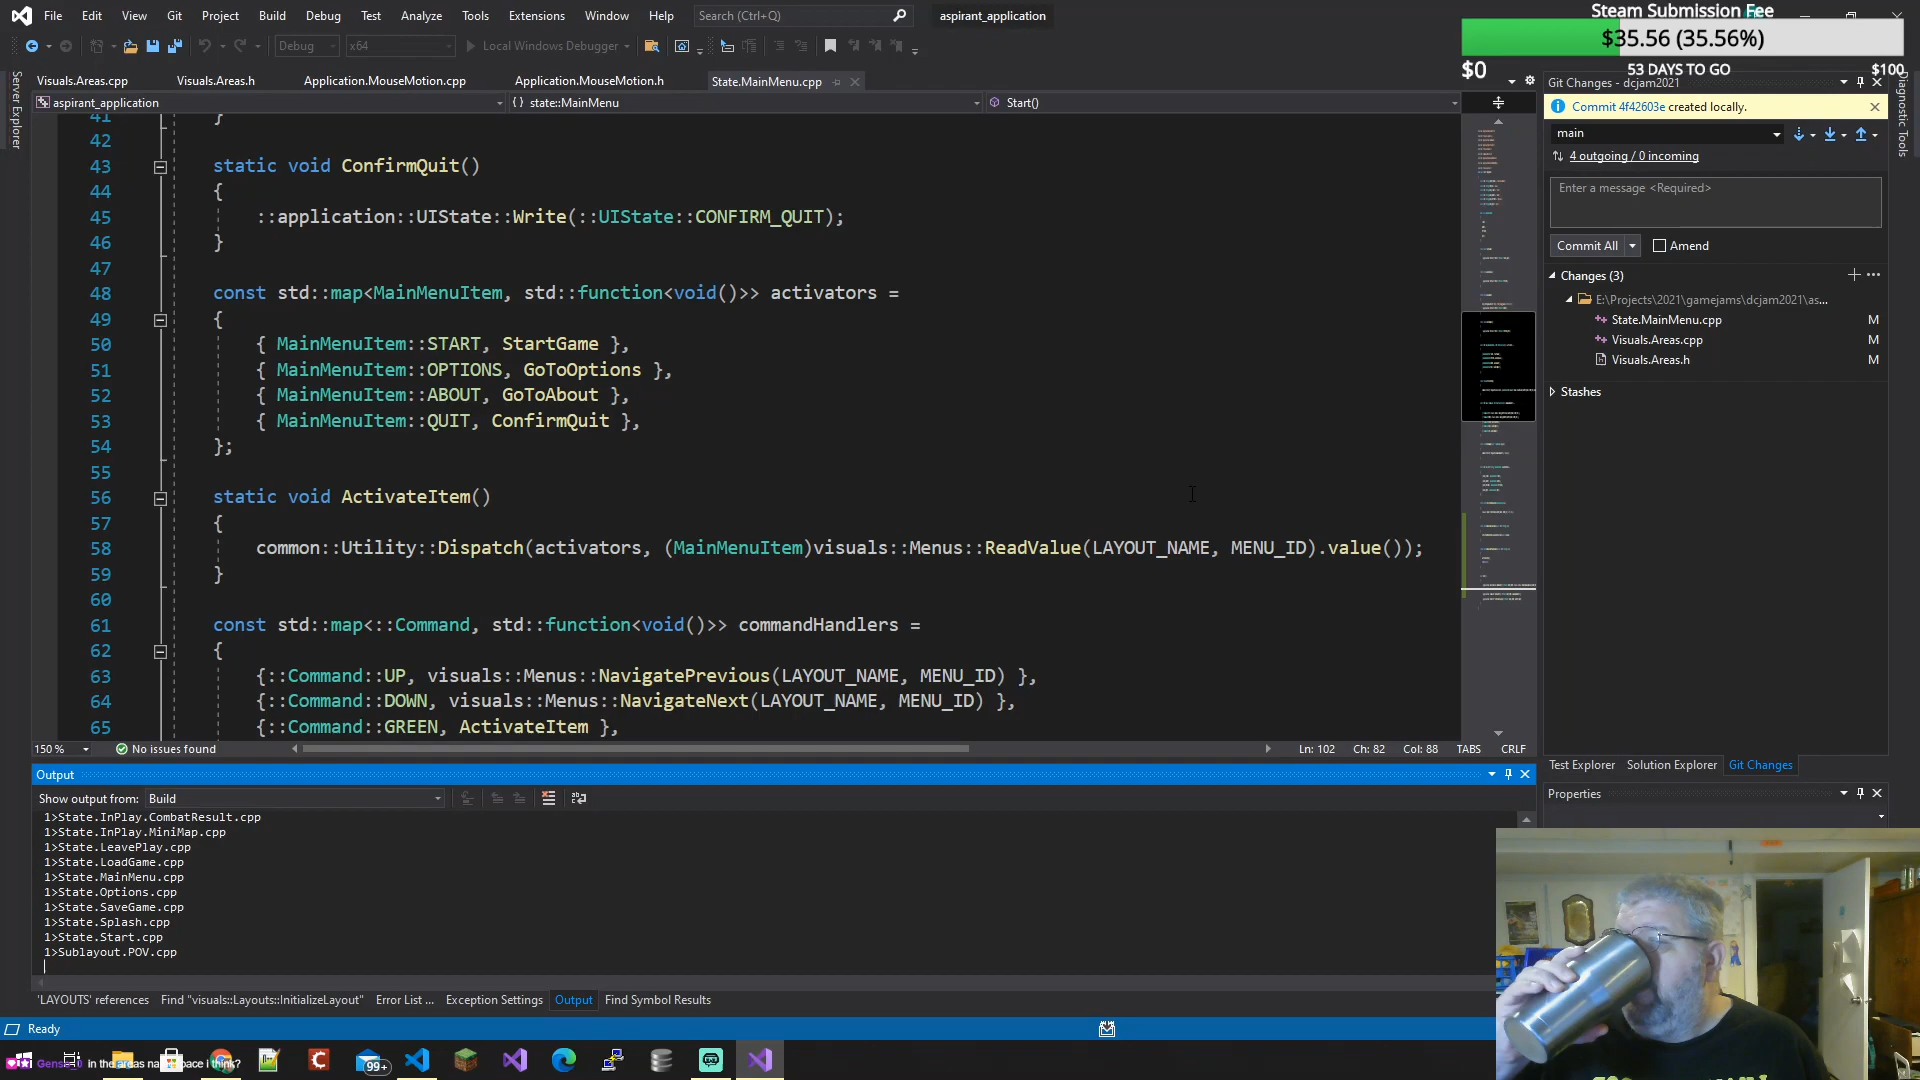 File Edit View Git Project Build Debug Test Analyze Tools Extensions Window Help Search (Ctrl+Q) aspirant_application
Steam Submission Fee
$35.56 (35.56%)
$0 53 DAYS TO GO $100
Debug x64 Local Windows Debugger
Visuals.Areas.cpp Visuals.Areas.h Application.MouseMotion.cpp Application.MouseMotion.h State.MainMenu.cpp
aspirant_application {} state::MainMenu Start()
41 }
42
43 static void ConfirmQuit()
44 {
45 ::application::UIState::Write(::UIState::CONFIRM_QUIT);
46 }
47
48 const std::map<MainMenuItem, std::function<void()>> activators =
49 {
50 { MainMenuItem::START, StartGame },
51 { MainMenuItem::OPTIONS, GoToOptions },
52 { MainMenuItem::ABOUT, GoToAbout },
53 { MainMenuItem::QUIT, ConfirmQuit },
54 };
55
56 static void ActivateItem()
57 {
58 common::Utility::Dispatch(activators, (MainMenuItem)visuals::Menus::ReadValue(LAYOUT_NAME, MENU_ID).value());
59 }
60
61 const std::map<::Command, std::function<void()>> commandHandlers =
62 {
63 {::Command::UP, visuals::Menus::NavigatePrevious(LAYOUT_NAME, MENU_ID) },
64 {::Command::DOWN, visuals::Menus::NavigateNext(LAYOUT_NAME, MENU_ID) },
65 {::Command::GREEN, ActivateItem },
150 % No issues found Ln: 102 Ch: 82 Col: 88 TABS CRLF
Server Explorer
Diagnostic Tools
Git Changes - dcjam2021
Commit 4f42603e created locally.
main
4 outgoing / 0 incoming
Enter a message <Required>
Commit All Amend
Changes (3)
E:\Projects\2021\gamejams\dcjam2021\as...
State.MainMenu.cpp M
Visuals.Areas.cpp M
Visuals.Areas.h M
Stashes
Test Explorer Solution Explorer Git Changes
Properties
Output
Show output from: Build
1>State.InPlay.CombatResult.cpp
1>State.InPlay.MiniMap.cpp
1>State.LeavePlay.cpp
1>State.LoadGame.cpp
1>State.MainMenu.cpp
1>State.Options.cpp
1>State.SaveGame.cpp
1>State.Splash.cpp
1>State.Start.cpp
1>Sublayout.POV.cpp
'LAYOUTS' references Find "visuals::Layouts::InitializeLayout" Error List ... Exception Settings Output Find Symbol Results
Ready
in the areas space i think?
99+